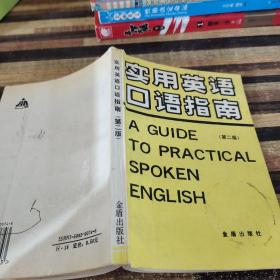 实用英语
口语指南
(第二版)
A GUIDE
TO PRACTICAL
SPOKEN
ENGLISH
金盾出版社
实用英语口语指南(第二版)
金盾出版社